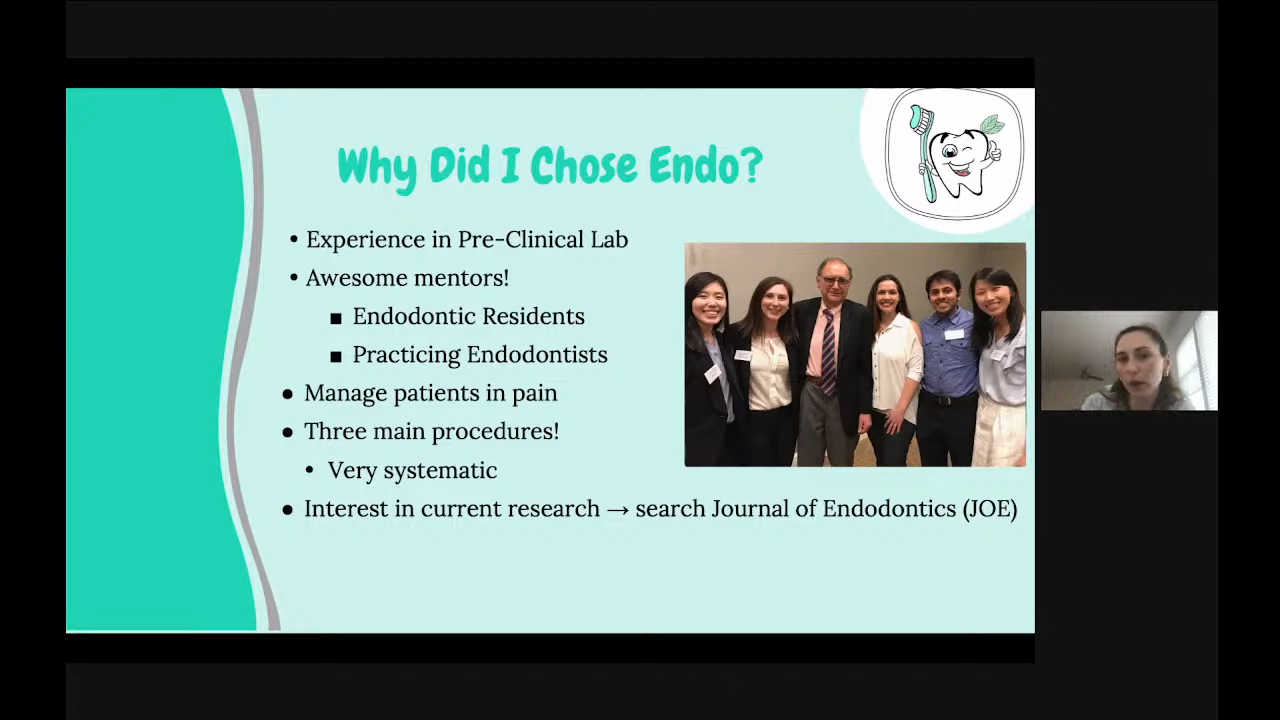 Why Did I Chose Endo?
• Experience in Pre-Clinical Lab
• Awesome mentors!
■ Endodontic Residents
■ Practicing Endodontists
● Manage patients in pain
● Three main procedures!
• Very systematic
● Interest in current research → search Journal of Endodontics (JOE)